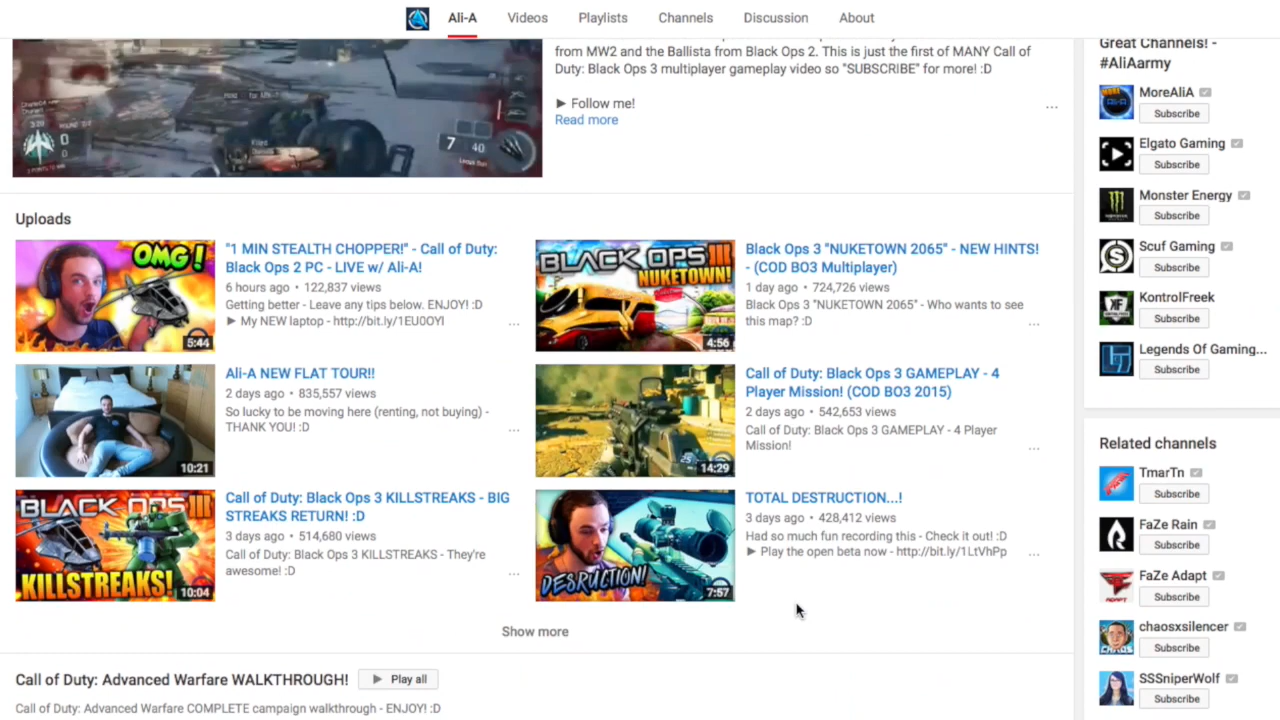 Ali-A
Videos
Playlists
Channels
Discussion
About
from MW2 and the Ballista from Black Ops 2. This is just the first of MANY Call of
Duty: Black Ops 3 multiplayer gameplay video so "SUBSCRIBE" for more! :D
► Follow me!
Read more
...
3:20
0
0
7 40
Uploads
OMG!
5:44
"1 MIN STEALTH CHOPPER!" - Call of Duty:
Black Ops 2 PC - LIVE w/ Ali-A!
6 hours ago • 122,837 views
Getting better - Leave any tips below. ENJOY! :D
► My NEW laptop - http://bit.ly/1EU0OYI
...
BLACK OPS III
NUKETOWN!
4:56
Black Ops 3 "NUKETOWN 2065" - NEW HINTS!
- (COD BO3 Multiplayer)
1 day ago • 724,726 views
Black Ops 3 "NUKETOWN 2065" - Who wants to see
this map? :D
...
10:21
Ali-A NEW FLAT TOUR!!
2 days ago • 835,557 views
So lucky to be moving here (renting, not buying) -
THANK YOU! :D
...
25
14:29
Call of Duty: Black Ops 3 GAMEPLAY - 4
Player Mission! (COD BO3 2015)
2 days ago • 542,653 views
Call of Duty: Black Ops 3 GAMEPLAY - 4 Player
Mission!
...
BLACK OPS III
KILLSTREAKS!
10:04
Call of Duty: Black Ops 3 KILLSTREAKS - BIG
STREAKS RETURN! :D
3 days ago • 514,680 views
Call of Duty: Black Ops 3 KILLSTREAKS - They're
awesome! :D
...
DESRUCTION!
7:57
TOTAL DESTRUCTION...!
3 days ago • 428,412 views
Had so much fun recording this - Check it out! :D
► Play the open beta now - http://bit.ly/1LtVhPp
...
Show more
Call of Duty: Advanced Warfare WALKTHROUGH!
► Play all
Call of Duty: Advanced Warfare COMPLETE campaign walkthrough - ENJOY! :D
Great Channels! -
#AliAarmy
MoreAliA
Subscribe
Elgato Gaming
Subscribe
Monster Energy
Subscribe
Scuf Gaming
Subscribe
KontrolFreek
Subscribe
Legends Of Gaming...
Subscribe
Related channels
TmarTn
Subscribe
FaZe Rain
Subscribe
FaZe Adapt
Subscribe
chaosxsilencer
Subscribe
SSSniperWolf
Subscribe